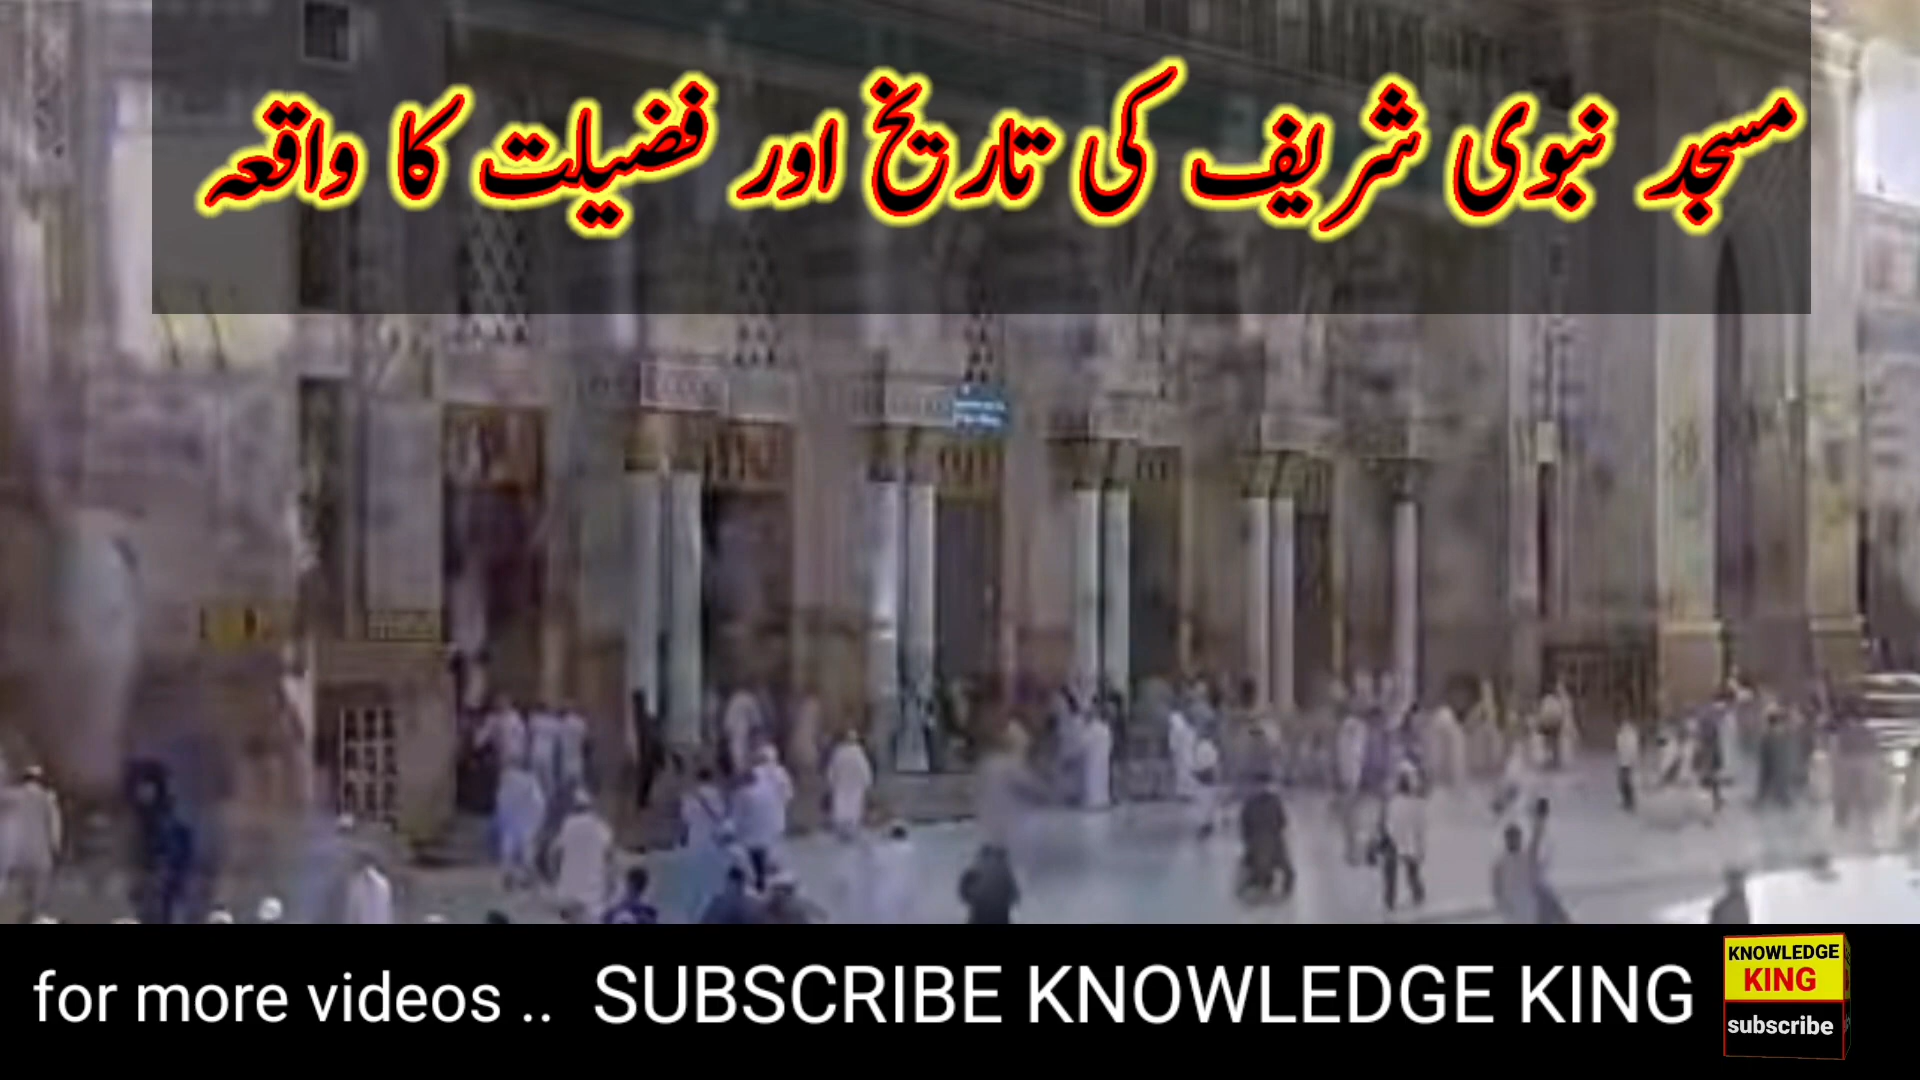 مسجد نبوی شریف کی تاریخ اور فضیلت کا واقعہ
for more videos .. SUBSCRIBE KNOWLEDGE KING
KNOWLEDGE
KING
subscribe